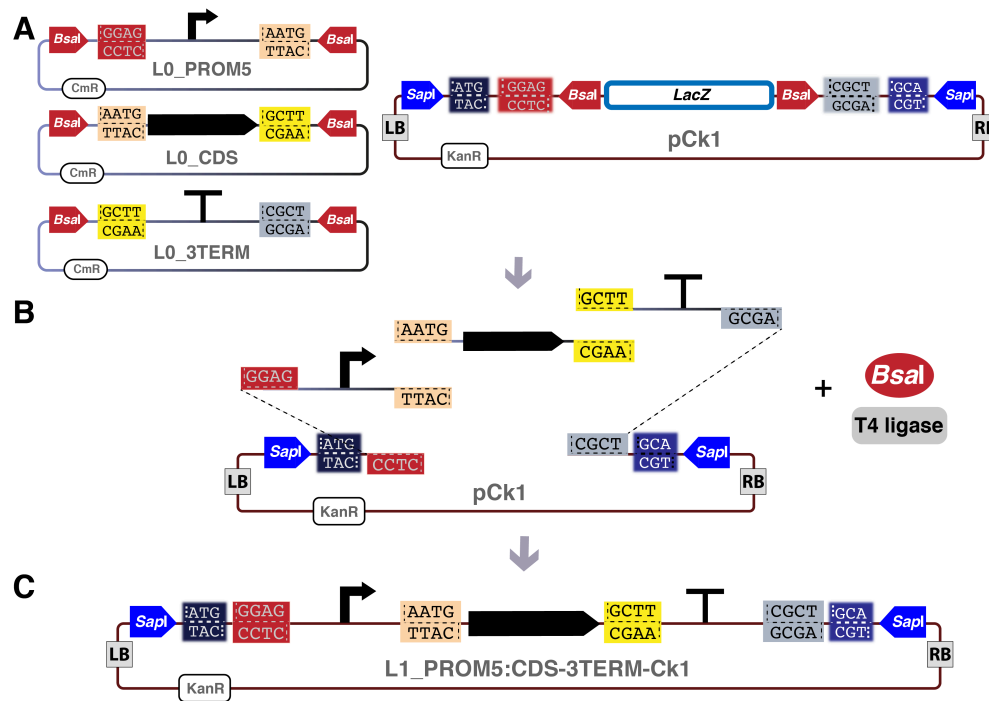 A
BsaI GGAG AATG BsaI
CCTC TTAC
L0_PROM5
CmR
BsaI AATG GCTT BsaI
TTAC CGAA
L0_CDS
CmR
BsaI GCTT CGCT BsaI
CGAA GCGA
L0_3TERM
CmR
SapI ATG GGAG BsaI LacZ BsaI CGCT GCA SapI
TAC CCTC GCGA CGT
LB pCk1 RB
KanR
B
GCTT
GCGA
AATG
CGAA
GGAG
TTAC
+ BsaI
T4 ligase
SapI ATG CGCT GCA SapI
TAC CCTC CGT
LB pCk1 RB
KanR
C
SapI ATG GGAG AATG GCTT CGCT GCA SapI
TAC CCTC TTAC CGAA GCGA CGT
LB L1_PROM5:CDS-3TERM-Ck1 RB
KanR